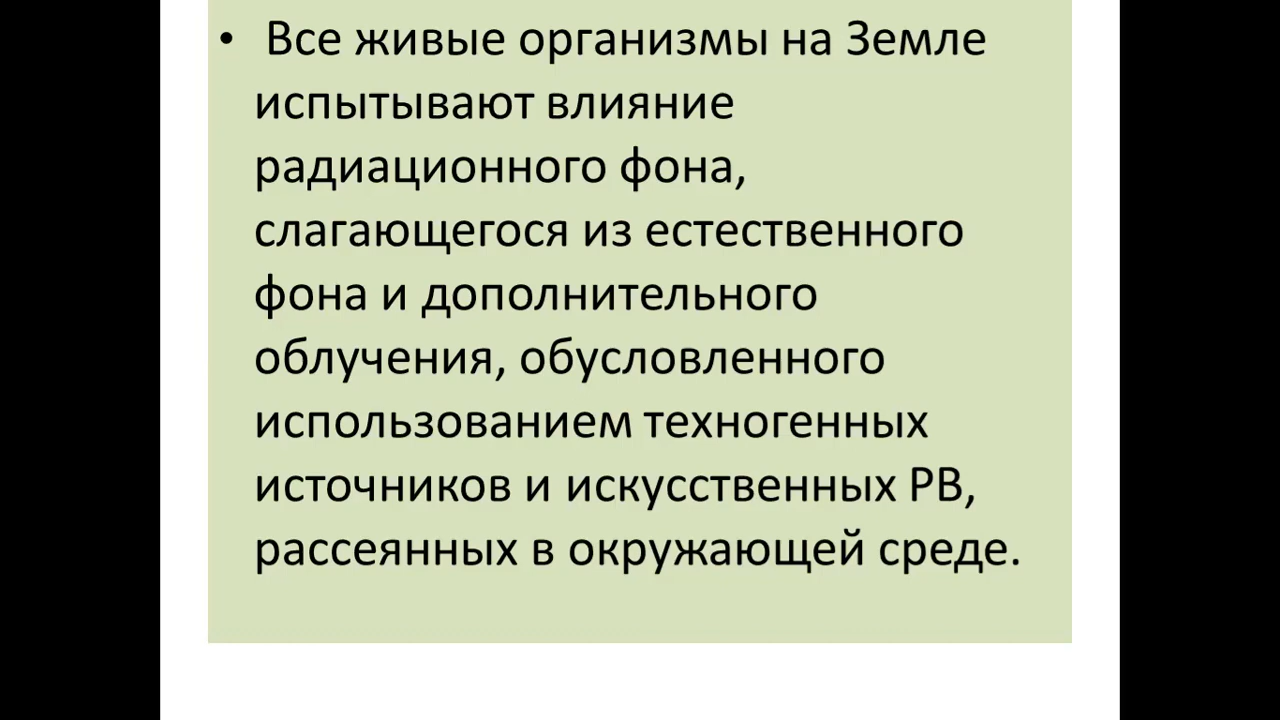 • Все живые организмы на Земле
испытывают влияние
радиационного фона,
слагающегося из естественного
фона и дополнительного
облучения, обусловленного
использованием техногенных
источников и искусственных РВ,
рассеянных в окружающей среде.